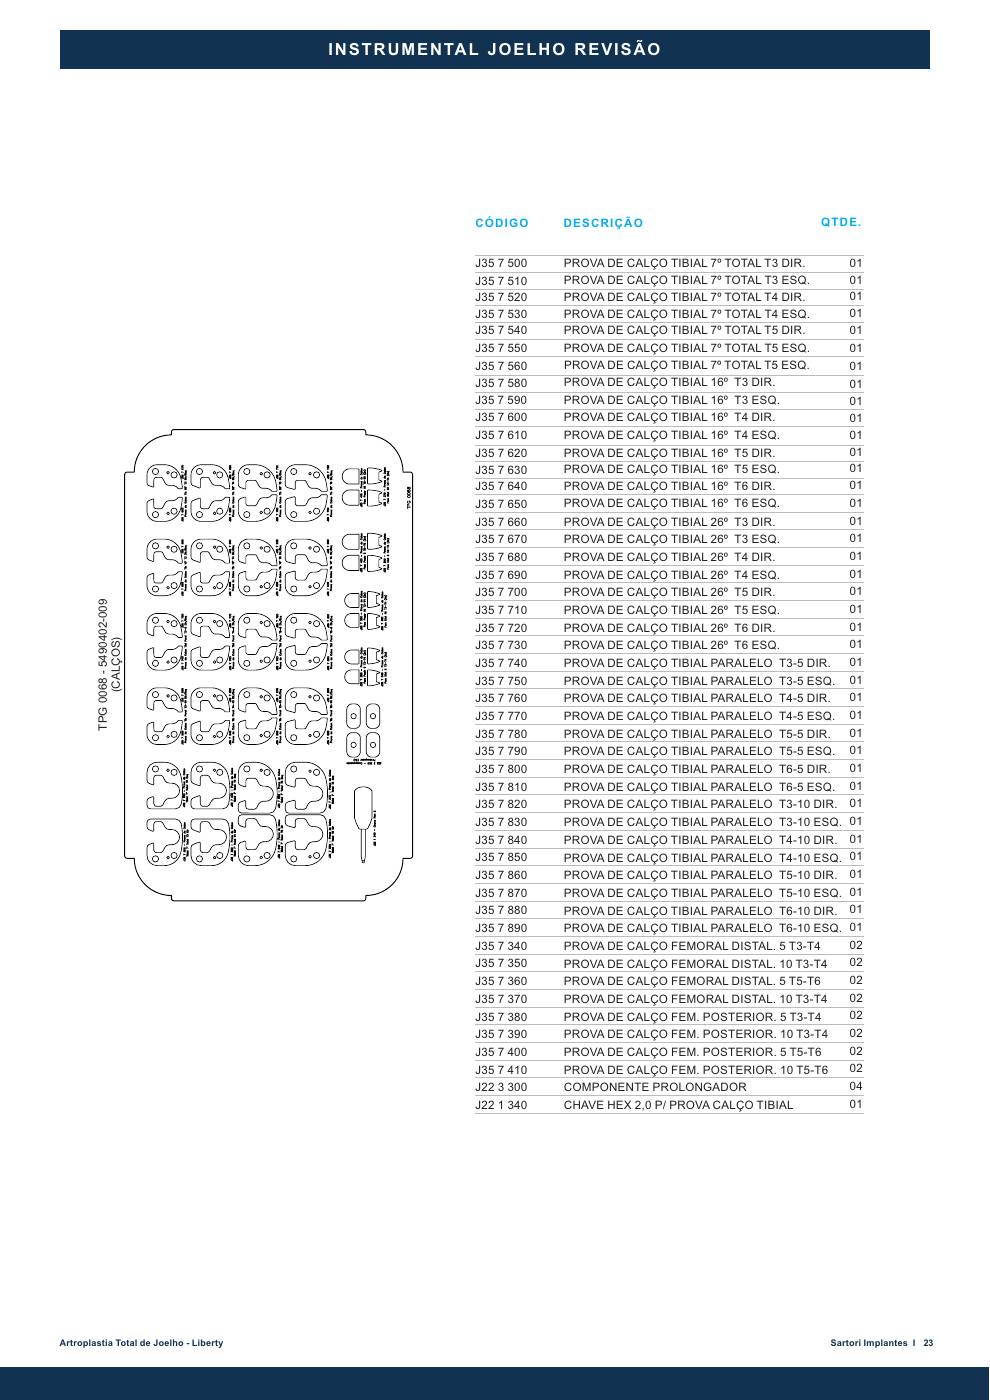 INSTRUMENTAL JOELHO REVISÃO
CÓDIGO DESCRIÇÃO QTDE.
J35 7 500 PROVA DE CALÇO TIBIAL 7º TOTAL T3 DIR. 01
J35 7 510 PROVA DE CALÇO TIBIAL 7º TOTAL T3 ESQ. 01
J35 7 520 PROVA DE CALÇO TIBIAL 7º TOTAL T4 DIR. 01
J35 7 530 PROVA DE CALÇO TIBIAL 7º TOTAL T4 ESQ. 01
J35 7 540 PROVA DE CALÇO TIBIAL 7º TOTAL T5 DIR. 01
J35 7 550 PROVA DE CALÇO TIBIAL 7º TOTAL T5 ESQ. 01
J35 7 560 PROVA DE CALÇO TIBIAL 7º TOTAL T5 ESQ. 01
J35 7 580 PROVA DE CALÇO TIBIAL 16º T3 DIR. 01
J35 7 590 PROVA DE CALÇO TIBIAL 16º T3 ESQ. 01
J35 7 600 PROVA DE CALÇO TIBIAL 16º T4 DIR. 01
J35 7 610 PROVA DE CALÇO TIBIAL 16º T4 ESQ. 01
J35 7 620 PROVA DE CALÇO TIBIAL 16º T5 DIR. 01
J35 7 630 PROVA DE CALÇO TIBIAL 16º T5 ESQ. 01
J35 7 640 PROVA DE CALÇO TIBIAL 16º T6 DIR. 01
J35 7 650 PROVA DE CALÇO TIBIAL 16º T6 ESQ. 01
J35 7 660 PROVA DE CALÇO TIBIAL 26º T3 DIR. 01
J35 7 670 PROVA DE CALÇO TIBIAL 26º T3 ESQ. 01
J35 7 680 PROVA DE CALÇO TIBIAL 26º T4 DIR. 01
J35 7 690 PROVA DE CALÇO TIBIAL 26º T4 ESQ. 01
J35 7 700 PROVA DE CALÇO TIBIAL 26º T5 DIR. 01
J35 7 710 PROVA DE CALÇO TIBIAL 26º T5 ESQ. 01
J35 7 720 PROVA DE CALÇO TIBIAL 26º T6 DIR. 01
J35 7 730 PROVA DE CALÇO TIBIAL 26º T6 ESQ. 01
J35 7 740 PROVA DE CALÇO TIBIAL PARALELO T3-5 DIR. 01
J35 7 750 PROVA DE CALÇO TIBIAL PARALELO T3-5 ESQ. 01
J35 7 760 PROVA DE CALÇO TIBIAL PARALELO T4-5 DIR. 01
J35 7 770 PROVA DE CALÇO TIBIAL PARALELO T4-5 ESQ. 01
J35 7 780 PROVA DE CALÇO TIBIAL PARALELO T5-5 DIR. 01
J35 7 790 PROVA DE CALÇO TIBIAL PARALELO T5-5 ESQ. 01
J35 7 800 PROVA DE CALÇO TIBIAL PARALELO T6-5 DIR. 01
J35 7 810 PROVA DE CALÇO TIBIAL PARALELO T6-5 ESQ. 01
J35 7 820 PROVA DE CALÇO TIBIAL PARALELO T3-10 DIR. 01
J35 7 830 PROVA DE CALÇO TIBIAL PARALELO T3-10 ESQ. 01
J35 7 840 PROVA DE CALÇO TIBIAL PARALELO T4-10 DIR. 01
J35 7 850 PROVA DE CALÇO TIBIAL PARALELO T4-10 ESQ. 01
J35 7 860 PROVA DE CALÇO TIBIAL PARALELO T5-10 DIR. 01
J35 7 870 PROVA DE CALÇO TIBIAL PARALELO T5-10 ESQ. 01
J35 7 880 PROVA DE CALÇO TIBIAL PARALELO T6-10 DIR. 01
J35 7 890 PROVA DE CALÇO TIBIAL PARALELO T6-10 ESQ. 01
J35 7 340 PROVA DE CALÇO FEMORAL DISTAL. 5 T3-T4 02
J35 7 350 PROVA DE CALÇO FEMORAL DISTAL. 10 T3-T4 02
J35 7 360 PROVA DE CALÇO FEMORAL DISTAL. 5 T5-T6 02
J35 7 370 PROVA DE CALÇO FEMORAL DISTAL. 10 T3-T4 02
J35 7 380 PROVA DE CALÇO FEM. POSTERIOR. 5 T3-T4 02
J35 7 390 PROVA DE CALÇO FEM. POSTERIOR. 10 T3-T4 02
J35 7 400 PROVA DE CALÇO FEM. POSTERIOR. 5 T5-T6 02
J35 7 410 PROVA DE CALÇO FEM. POSTERIOR. 10 T5-T6 02
J22 3 300 COMPONENTE PROLONGADOR 04
J22 1 340 CHAVE HEX 2,0 P/ PROVA CALÇO TIBIAL 01
TPG 0068 - 5490402-009
(CALÇOS)
TPG 0068
Artroplastia Total de Joelho - Liberty
Sartori Implantes I 23